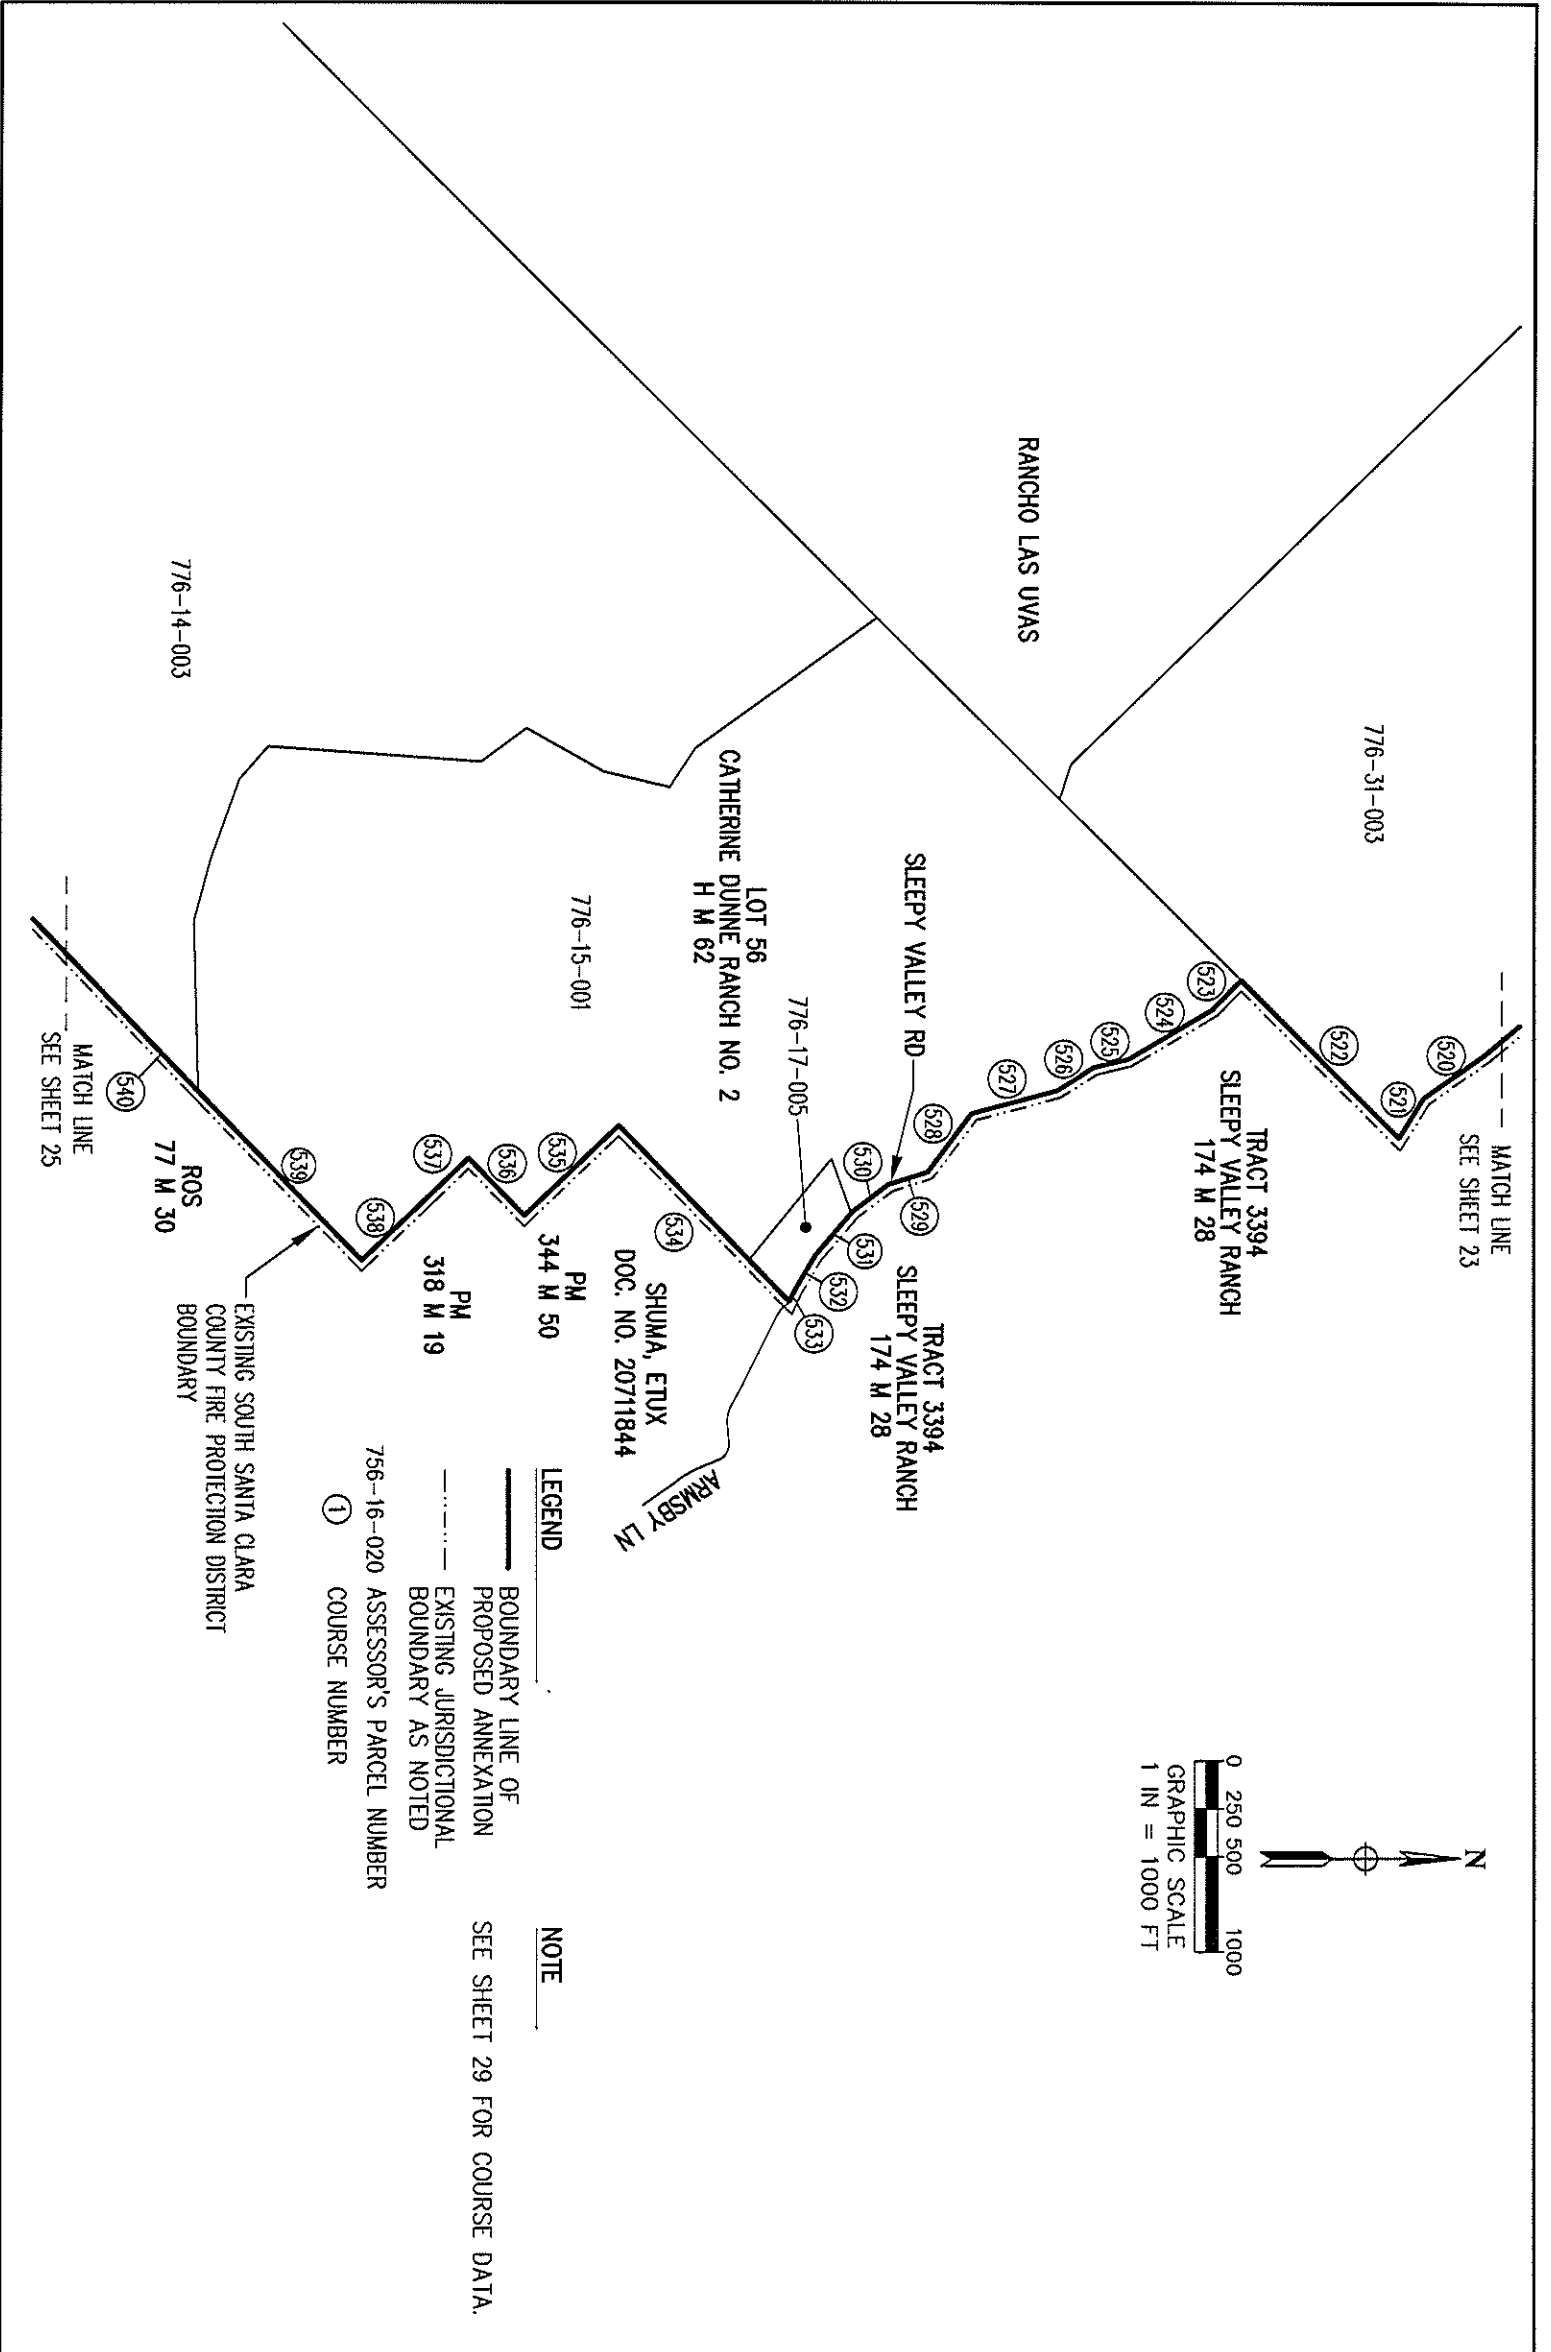 MATCH LINE
SEE SHEET 23
776-31-003
520
521
522
523
TRACT 3394
SLEEPY VALLEY RANCH
174 M 28
524
525
526
527
RANCHO LAS UVAS
SLEEPY VALLEY RD
528
529
530
531
532
533
TRACT 3394
SLEEPY VALLEY RANCH
174 M 28
776-17-005
LOT 56
CATHERINE DUNNE RANCH NO. 2
H M 62
ARMSBY LN
534
SHUMA, ETUX
DOC. NO. 20711844
776-15-001
535
536
PM
344 M 50
537
PM
318 M 19
538
539
776-14-003
EXISTING SOUTH SANTA CLARA
COUNTY FIRE PROTECTION DISTRICT
BOUNDARY
ROS
77 M 30
540
MATCH LINE
SEE SHEET 25
N
0 250 500 1000
GRAPHIC SCALE
1 IN = 1000 FT
LEGEND
BOUNDARY LINE OF
PROPOSED ANNEXATION
EXISTING JURISDICTIONAL
BOUNDARY AS NOTED
756-16-020 ASSESSOR'S PARCEL NUMBER
1 COURSE NUMBER
NOTE
SEE SHEET 29 FOR COURSE DATA.